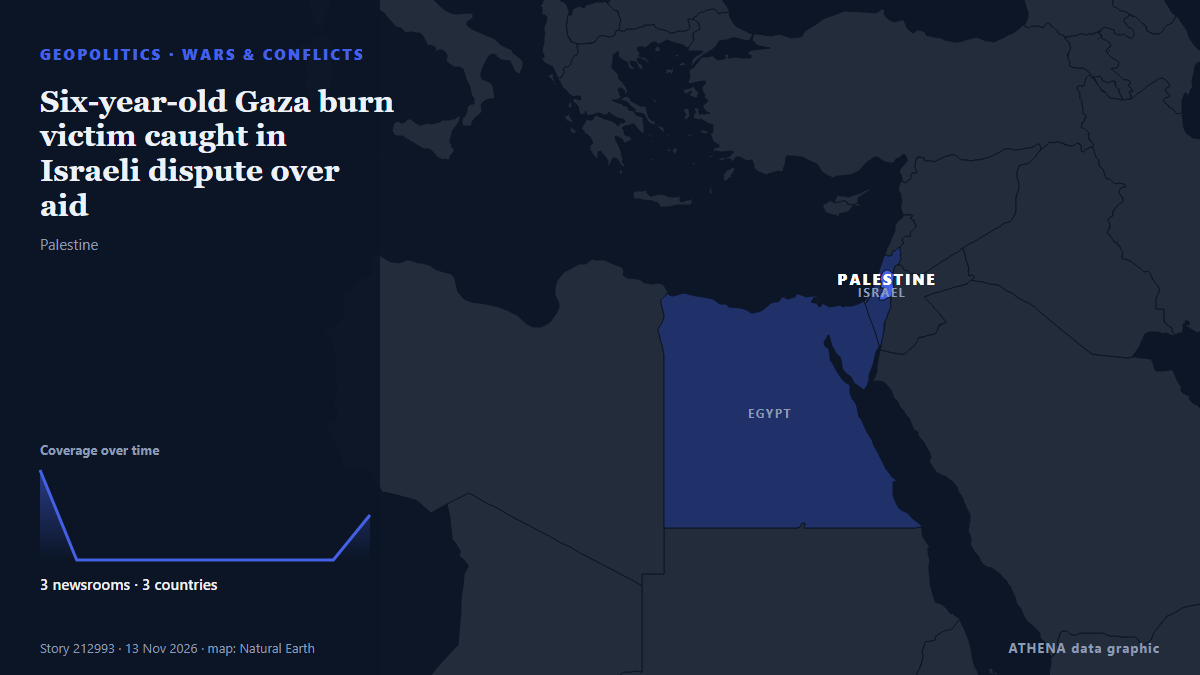 GEOPOLITICS · WARS & CONFLICTS
Six-year-old Gaza burn
victim caught in
Israeli dispute over
aid
Palestine
PALESTINE
ISRAEL
EGYPT
Coverage over time
3 newsrooms · 3 countries
Story 212993 · 13 Nov 2026 · map: Natural Earth
ATHENA data graphic